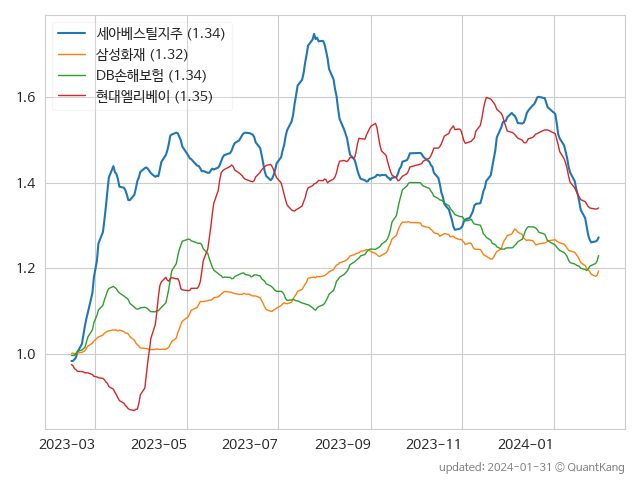 세아베스틸지주 (1.34)
삼성화재 (1.32)
DB손해보험 (1.34)
현대엘리베이 (1.35)
1.6
1.4
1.2
1.0
2023-03 2023-05 2023-07 2023-09 2023-11 2024-01
updated: 2024-01-31 © QuantKang